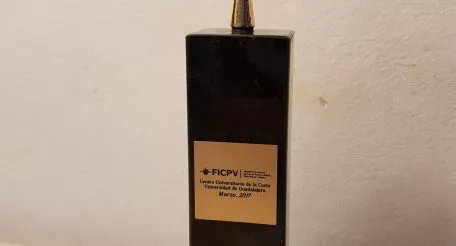 FICPV
Centro Universitario de la Costa
Universidad de Guadalajara
Marzo, 2017